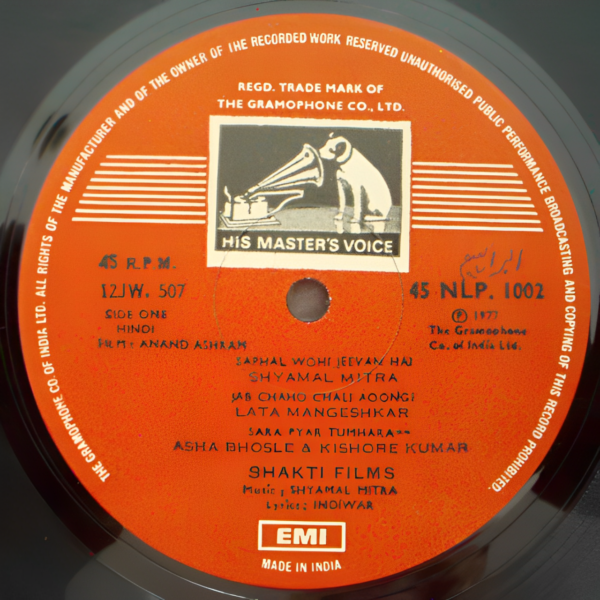 THE GRAMOPHONE CO. OF INDIA LTD. ALL RIGHTS OF THE MANUFACTURER AND OF THE OWNER OF THE RECORDED WORK RESERVED UNAUTHORISED PUBLIC PERFORMANCE BROADCASTING AND COPYING OF THIS RECORD PROHIBITED.
REGD. TRADE MARK OF
THE GRAMOPHONE CO., LTD.
HIS MASTER'S VOICE
45 R.P.M.
12JW. 507
45 NLP. 1002
SIDE ONE
HINDI
FILM: ANAND ASHRAM
℗ 1977
The Gramophone
Co. of India Ltd.
SAPHAL WOHI JEEVAN HAI
SHYAMAL MITRA
JAB CHAHO CHALI AOONGI
LATA MANGESHKAR
SARA PYAR TUMHARA
ASHA BHOSLE & KISHORE KUMAR
SHAKTI FILMS
Music: SHYAMAL MITRA
Lyrics: INDIWAR
EMI
MADE IN INDIA